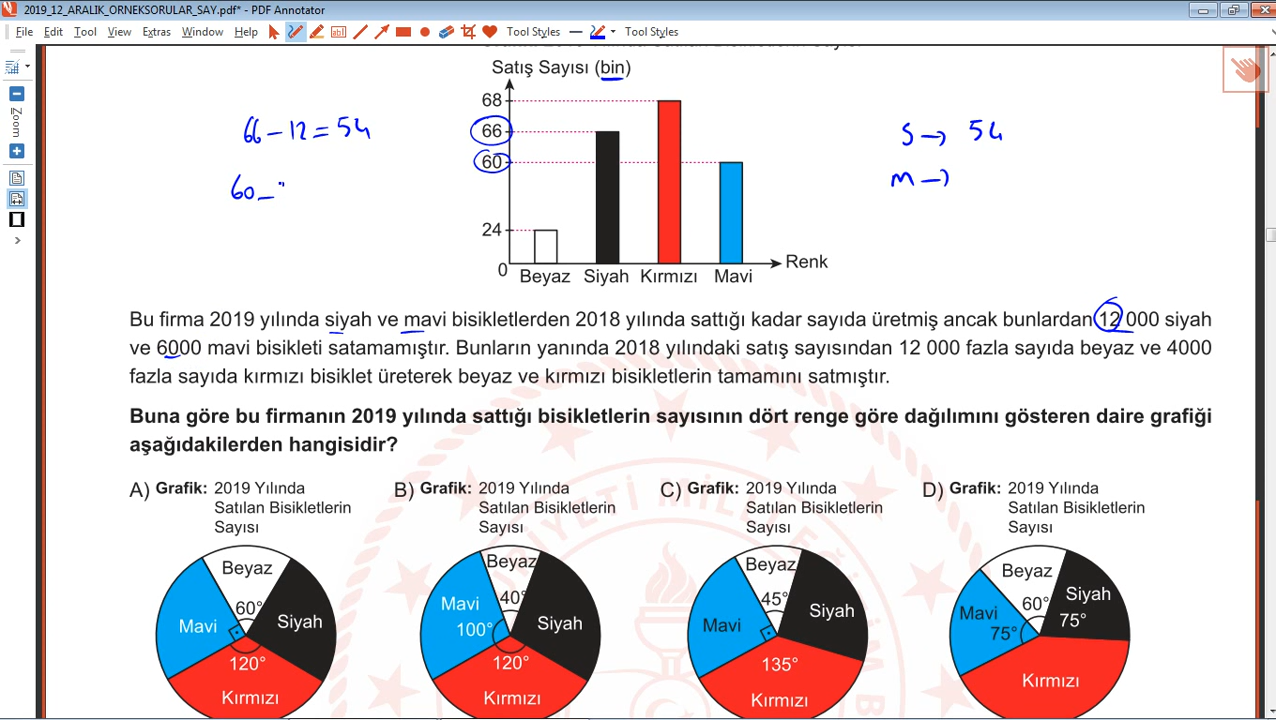 2019_12_ARALIK_ORNEKSORULAR_SAY.pdf* - PDF Annotator
File Edit Tool View Extras Window Help Tool Styles Tool Styles
Zoom
Satış Sayısı (bin)
68
66
60
24
0
Beyaz Siyah Kırmızı Mavi
Renk
66 - 12 = 54
60 -
S → 54
M →
Bu firma 2019 yılında siyah ve mavi bisikletlerden 2018 yılında sattığı kadar sayıda üretmiş ancak bunlardan 12 000 siyah
ve 6000 mavi bisikleti satamamıştır. Bunların yanında 2018 yılındaki satış sayısından 12 000 fazla sayıda beyaz ve 4000
fazla sayıda kırmızı bisiklet üreterek beyaz ve kırmızı bisikletlerin tamamını satmıştır.
Buna göre bu firmanın 2019 yılında sattığı bisikletlerin sayısının dört renge göre dağılımını gösteren daire grafiği
aşağıdakilerden hangisidir?
A) Grafik: 2019 Yılında
Satılan Bisikletlerin
Sayısı
Beyaz
60°
Mavi
Siyah
120°
Kırmızı
B) Grafik: 2019 Yılında
Satılan Bisikletlerin
Sayısı
Beyaz
40°
Mavi
100°
Siyah
120°
Kırmızı
C) Grafik: 2019 Yılında
Satılan Bisikletlerin
Sayısı
Beyaz
45°
Mavi
Siyah
135°
Kırmızı
D) Grafik: 2019 Yılında
Satılan Bisikletlerin
Sayısı
Beyaz
60°
Mavi
75°
Siyah
75°
Kırmızı